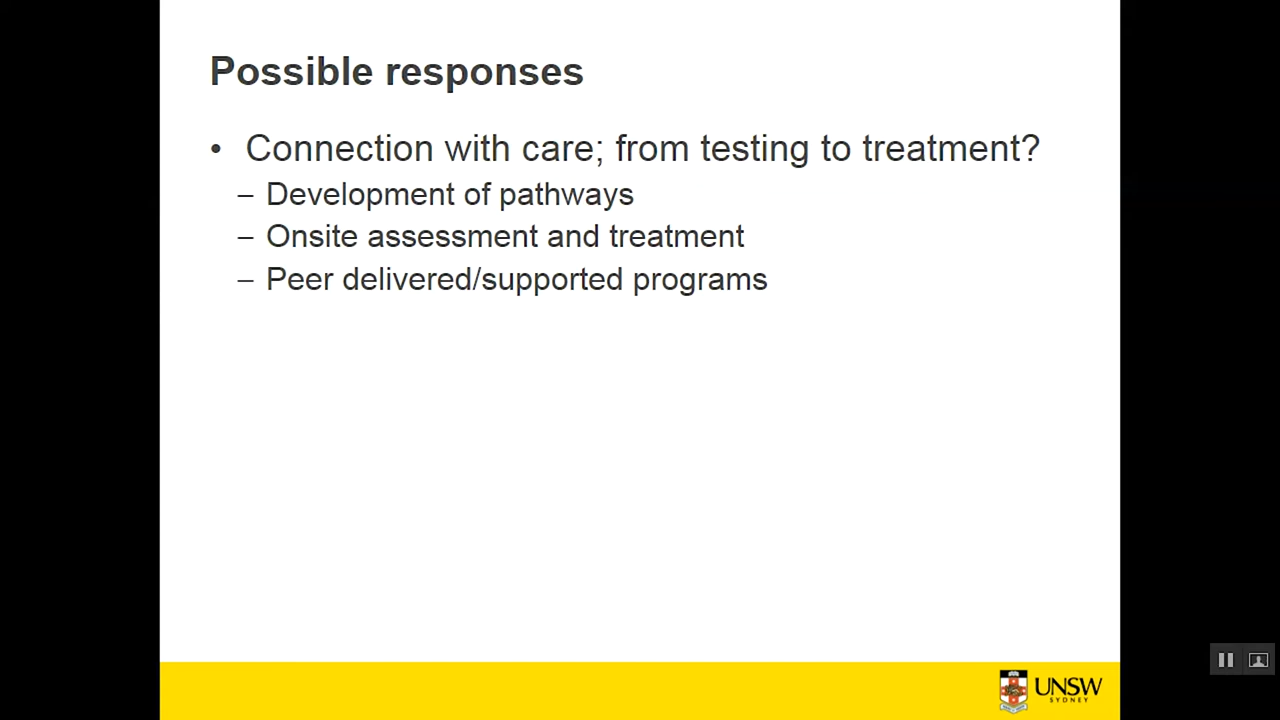 Possible responses
• Connection with care; from testing to treatment?
– Development of pathways
– Onsite assessment and treatment
– Peer delivered/supported programs
UNSW
SYDNEY